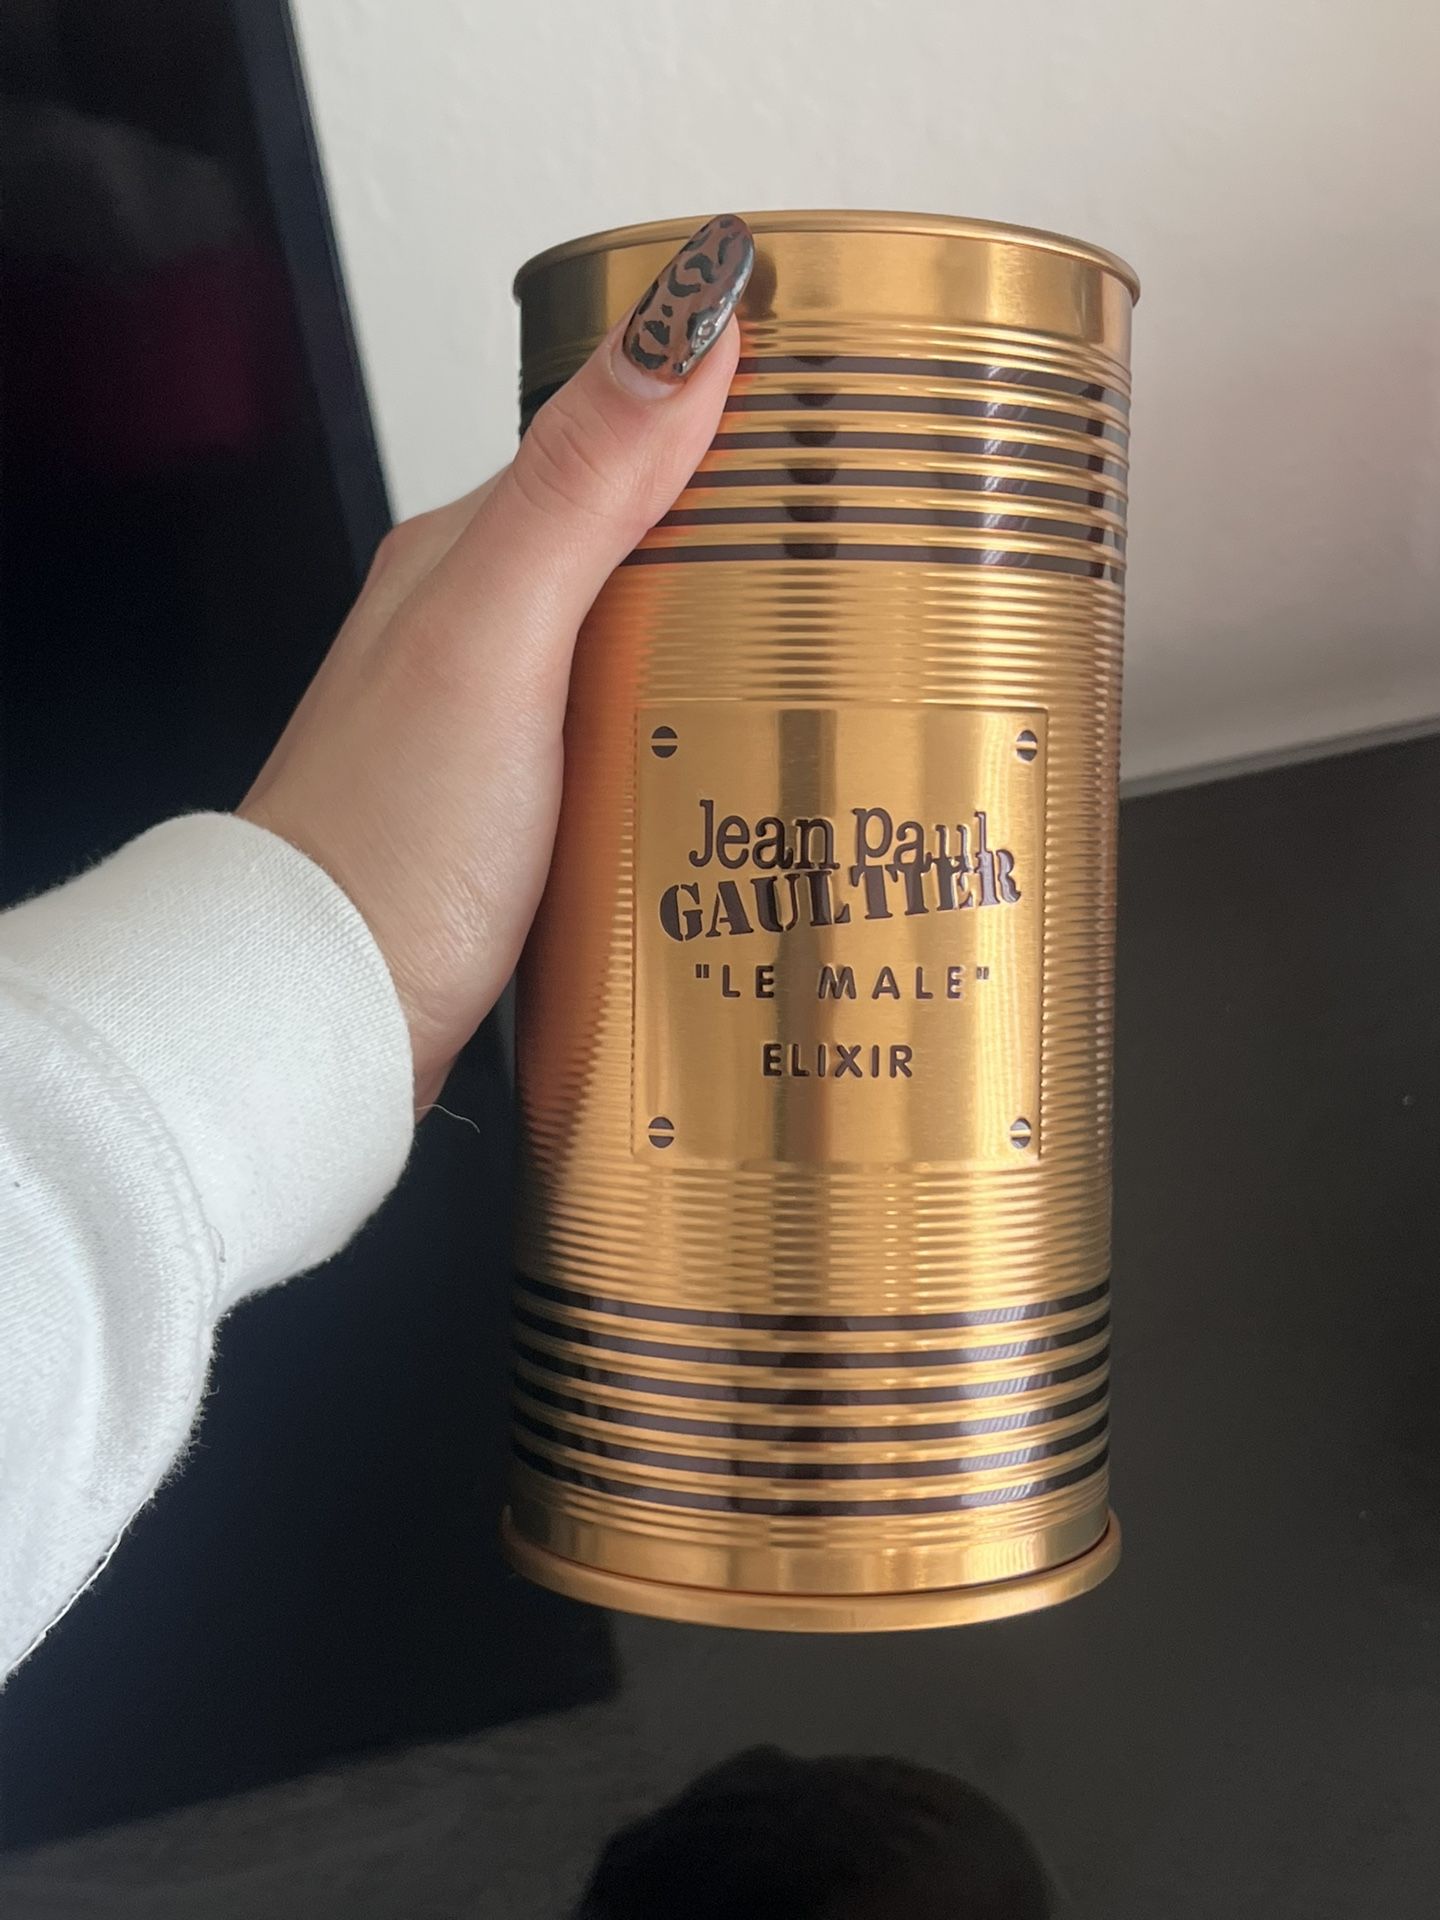 Jean Paul
GAULTIER
"LE MALE"
ELIXIR